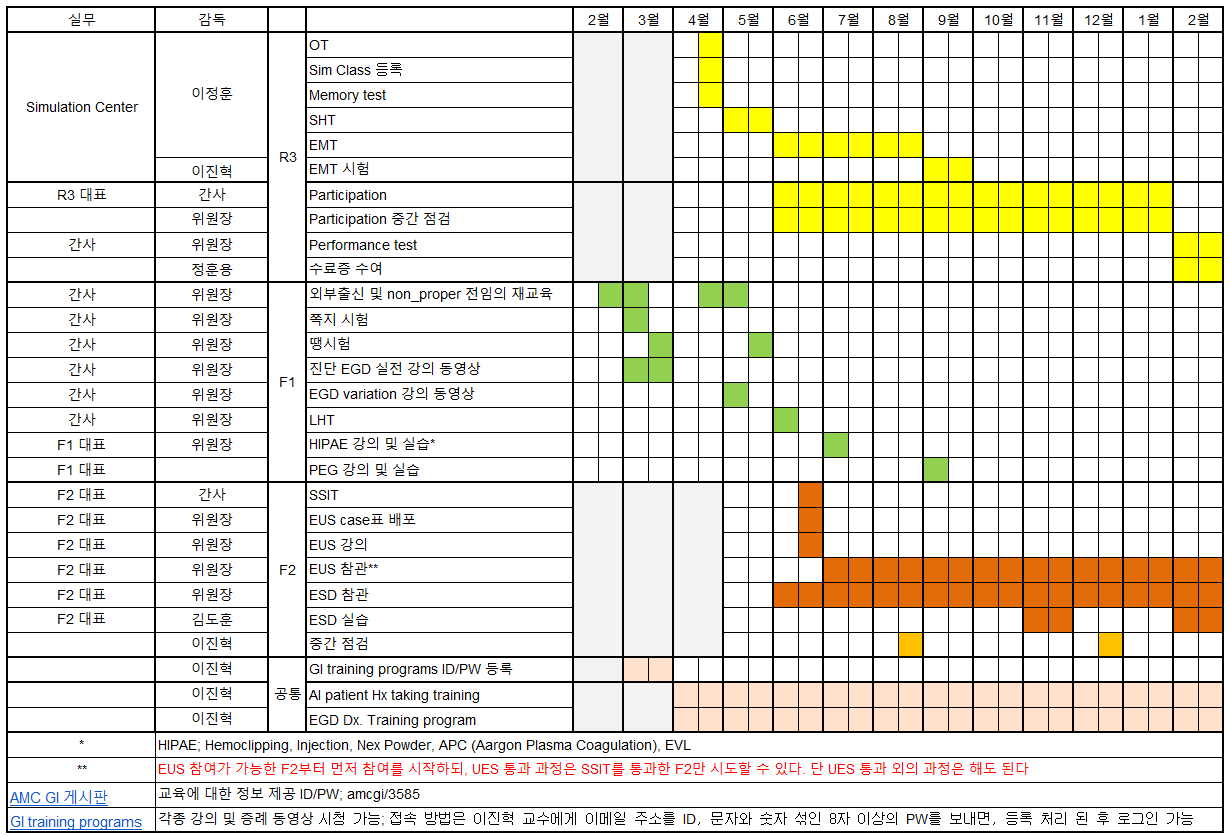 실무 감독 2월 3월 4월 5월 6월 7월 8월 9월 10월 11월 12월 1월 2월
Simulation Center 이정훈 R3 OT
Sim Class 등록
Memory test
SHT
EMT
이진혁 EMT 시험
R3 대표 간사 Participation
위원장 Participation 중간 점검
간사 위원장 Performance test
정훈용 수료증 수여
간사 위원장 F1 외부출신 및 non_proper 전임의 재교육
간사 위원장 쪽지 시험
간사 위원장 땡시험
간사 위원장 진단 EGD 실전 강의 동영상
간사 위원장 EGD variation 강의 동영상
간사 위원장 LHT
F1 대표 위원장 HIPAE 강의 및 실습*
F1 대표 PEG 강의 및 실습
F2 대표 간사 F2 SSIT
F2 대표 위원장 EUS case표 배포
F2 대표 위원장 EUS 강의
F2 대표 위원장 EUS 참관**
F2 대표 위원장 ESD 참관
F2 대표 김도훈 ESD 실습
이진혁 중간 점검
이진혁 공통 GI training programs ID/PW 등록
이진혁 AI patient Hx taking training
이진혁 EGD Dx. Training program
* HIPAE; Hemoclipping, Injection, Nex Powder, APC (Aargon Plasma Coagulation), EVL
** EUS 참여가 가능한 F2부터 먼저 참여를 시작하되, UES 통과 과정은 SSIT를 통과한 F2만 시도할 수 있다. 단 UES 통과 외의 과정은 해도 된다
AMC GI 게시판 교육에 대한 정보 제공 ID/PW; amcgi/3585
GI training programs 각종 강의 및 증례 동영상 시청 가능; 접속 방법은 이진혁 교수에게 이메일 주소를 ID, 문자와 숫자 섞인 8자 이상의 PW를 보내면, 등록 처리 된 후 로그인 가능